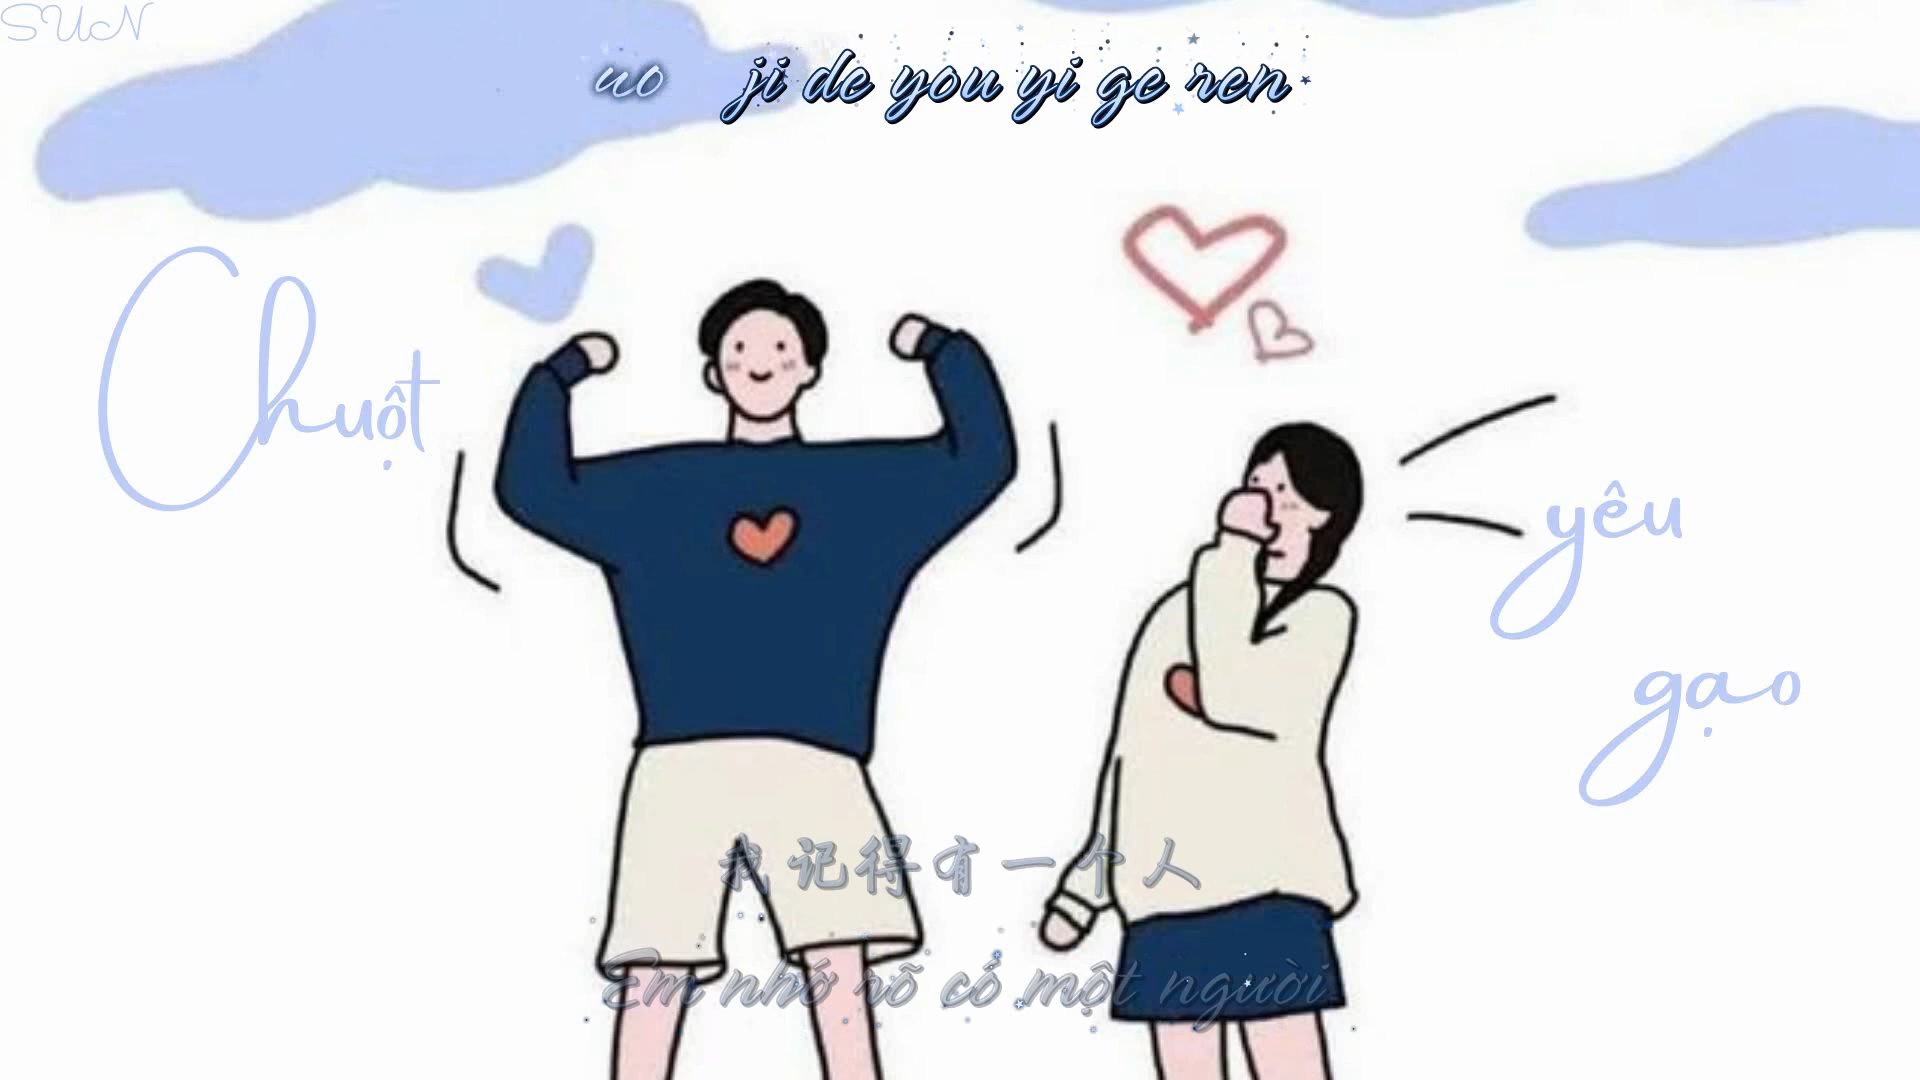 SUN
uo ji de you yi ge ren
Chuột
yêu
gạo
我记得有一个人
Em nhớ rõ có một người